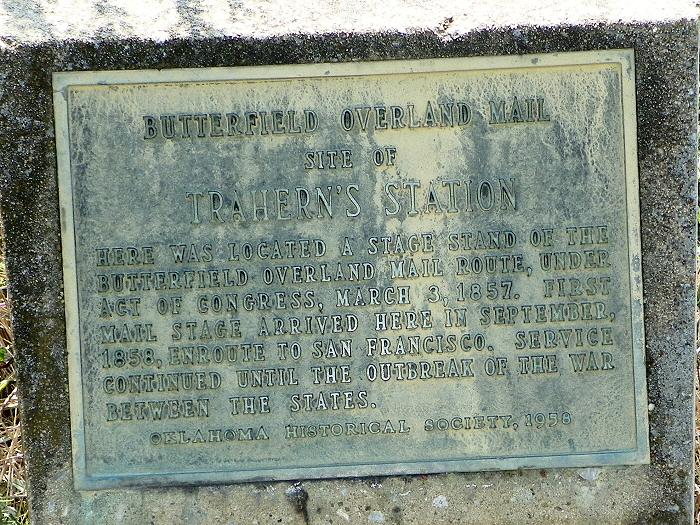 BUTTERFIELD OVERLAND MAIL
SITE OF
TRAHERN'S STATION
HERE WAS LOCATED A STAGE STAND OF THE
BUTTERFIELD OVERLAND MAIL ROUTE, UNDER
ACT OF CONGRESS, MARCH 3, 1857. FIRST
MAIL STAGE ARRIVED HERE IN SEPTEMBER,
1858, ENROUTE TO SAN FRANCISCO. SERVICE
CONTINUED UNTIL THE OUTBREAK OF THE WAR
BETWEEN THE STATES.
OKLAHOMA HISTORICAL SOCIETY, 1958